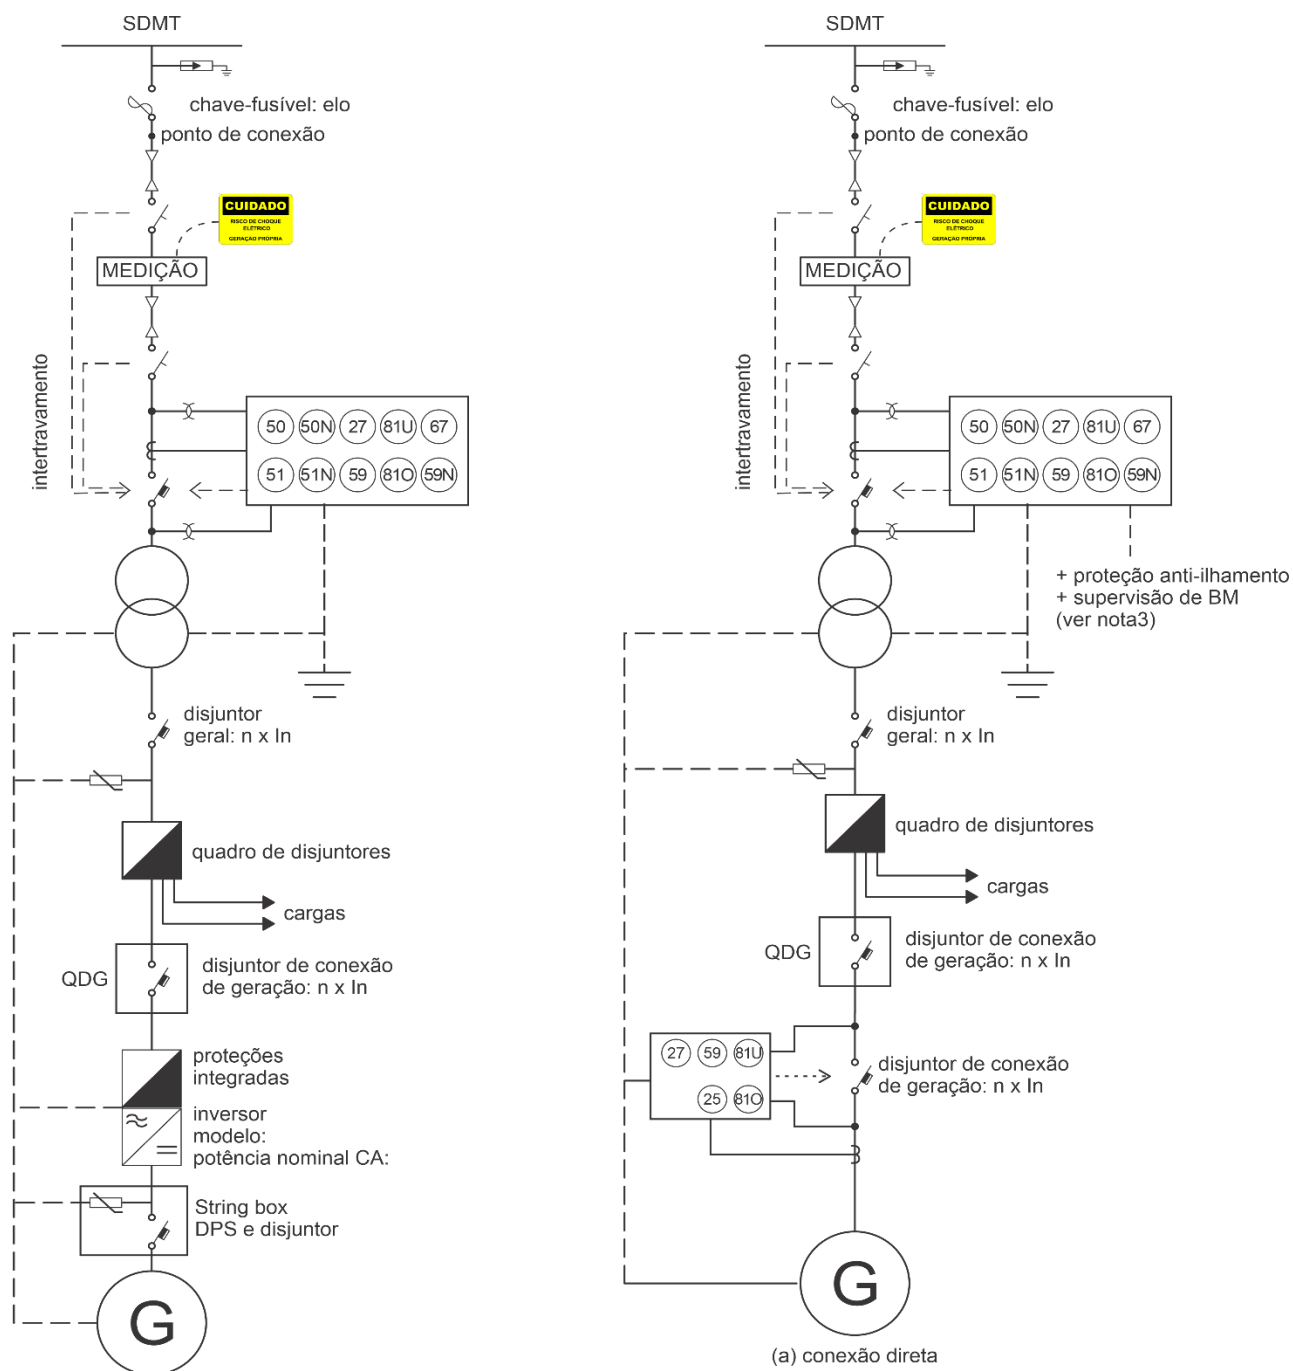 SDMT
chave-fusível: elo
ponto de conexão
CUIDADO
RISCO DE CHOQUE
ELÉTRICO
GERAÇÃO PRÓPRIA
MEDIÇÃO
intertravamento
50 50N 27 81U 67
51 51N 59 81O 59N
disjuntor
geral: n x In
quadro de disjuntores
cargas
QDG
disjuntor de conexão
de geração: n x In
proteções
integradas
inversor
modelo:
potência nominal CA:
String box
DPS e disjuntor
G
SDMT
chave-fusível: elo
ponto de conexão
CUIDADO
RISCO DE CHOQUE
ELÉTRICO
GERAÇÃO PRÓPRIA
MEDIÇÃO
intertravamento
50 50N 27 81U 67
51 51N 59 81O 59N
+ proteção anti-ilhamento
+ supervisão de BM
(ver nota3)
disjuntor
geral: n x In
quadro de disjuntores
cargas
QDG
disjuntor de conexão
de geração: n x In
27 59 81U
25 81O
disjuntor de conexão
de geração: n x In
G
(a) conexão direta